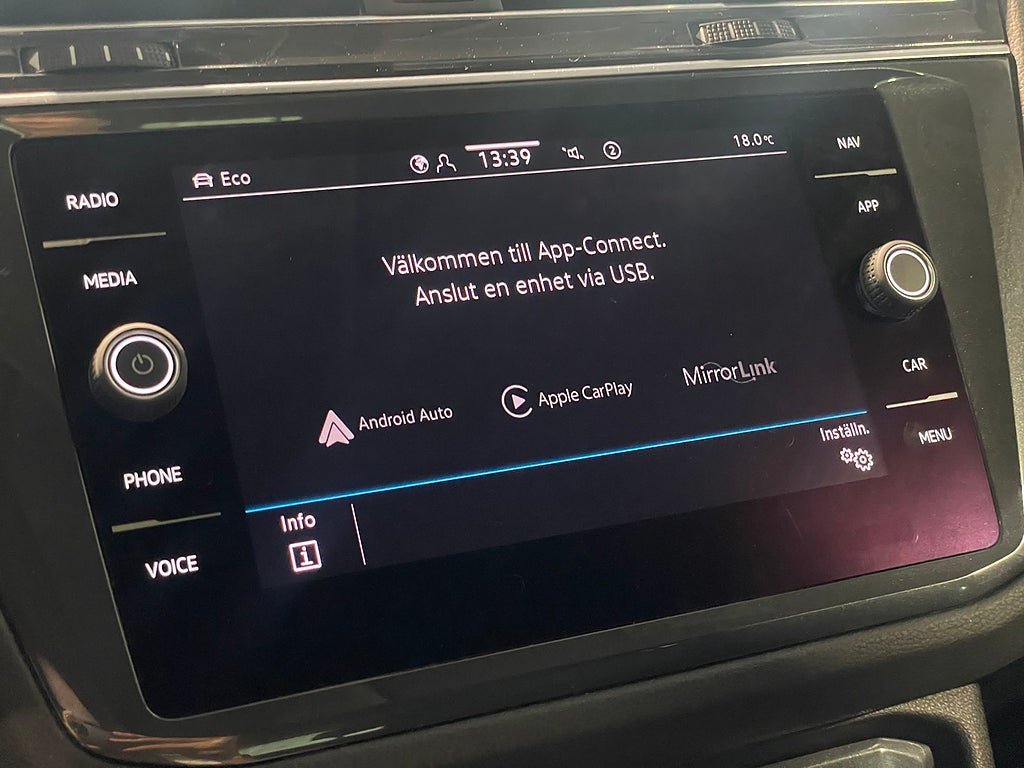 Eco
13:39
2
18.0°C
NAV
RADIO
APP
MEDIA
Välkommen till App-Connect.
Anslut en enhet via USB.
Android Auto
Apple CarPlay
MirrorLink
CAR
Inställn.
MENU
PHONE
Info
i
VOICE